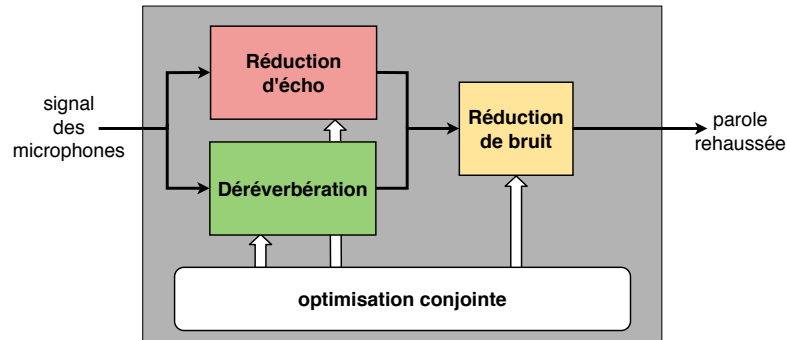 signal
des
microphones
Réduction
d'écho
Déréverbération
Réduction
de bruit
parole
rehaussée
optimisation conjointe